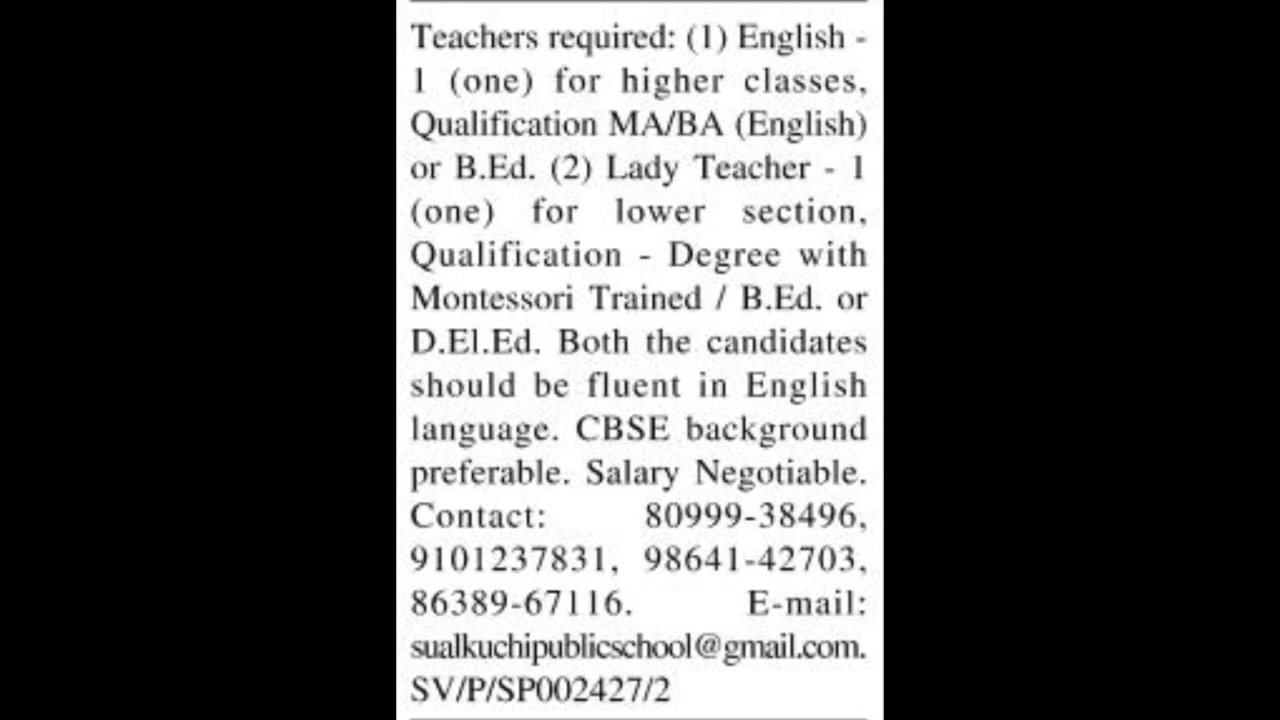 Teachers required: (1) English -
1 (one) for higher classes,
Qualification MA/BA (English)
or B.Ed. (2) Lady Teacher - 1
(one) for lower section,
Qualification - Degree with
Montessori Trained / B.Ed. or
D.El.Ed. Both the candidates
should be fluent in English
language. CBSE background
preferable. Salary Negotiable.
Contact: 80999-38496,
9101237831, 98641-42703,
86389-67116. E-mail:
sualkuchipublicschool@gmail.com.
SV/P/SP002427/2